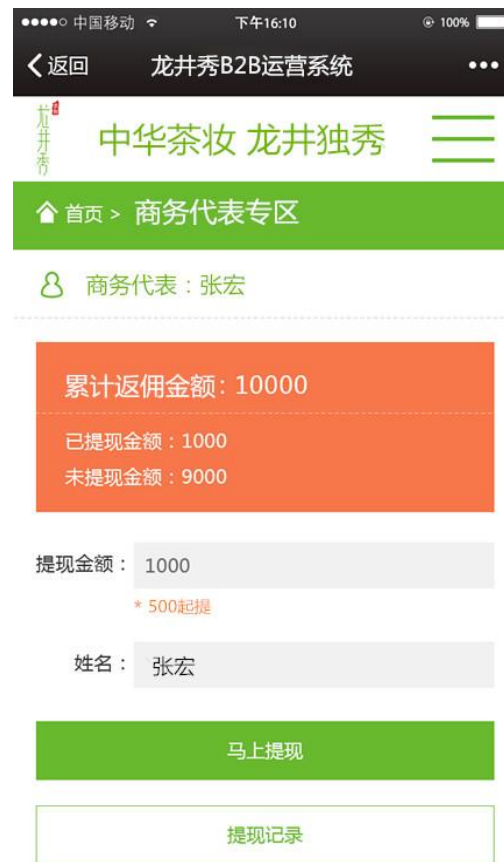 中国移动 下午16:10 100%
返回 龙井秀B2B运营系统
龙井秀 中华茶妆 龙井独秀
首页 > 商务代表专区
商务代表：张宏
累计返佣金额：10000
已提现金额：1000
未提现金额：9000
提现金额： 1000
* 500起提
姓名： 张宏
马上提现
提现记录